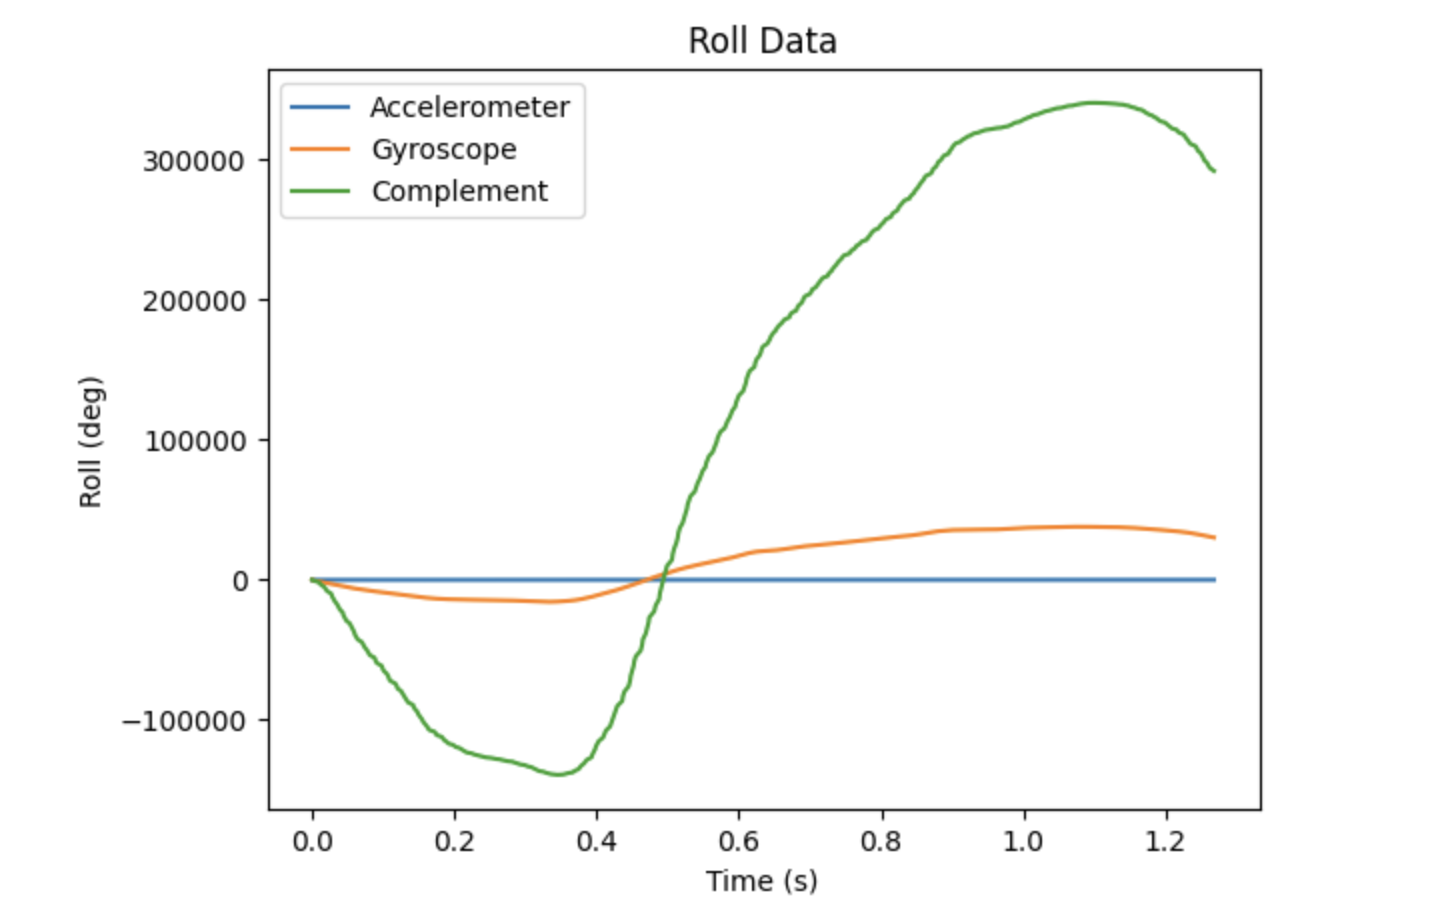 Roll Data
Accelerometer
Gyroscope
Complement
300000
200000
100000
0
−100000
Roll (deg)
0.0 0.2 0.4 0.6 0.8 1.0 1.2
Time (s)